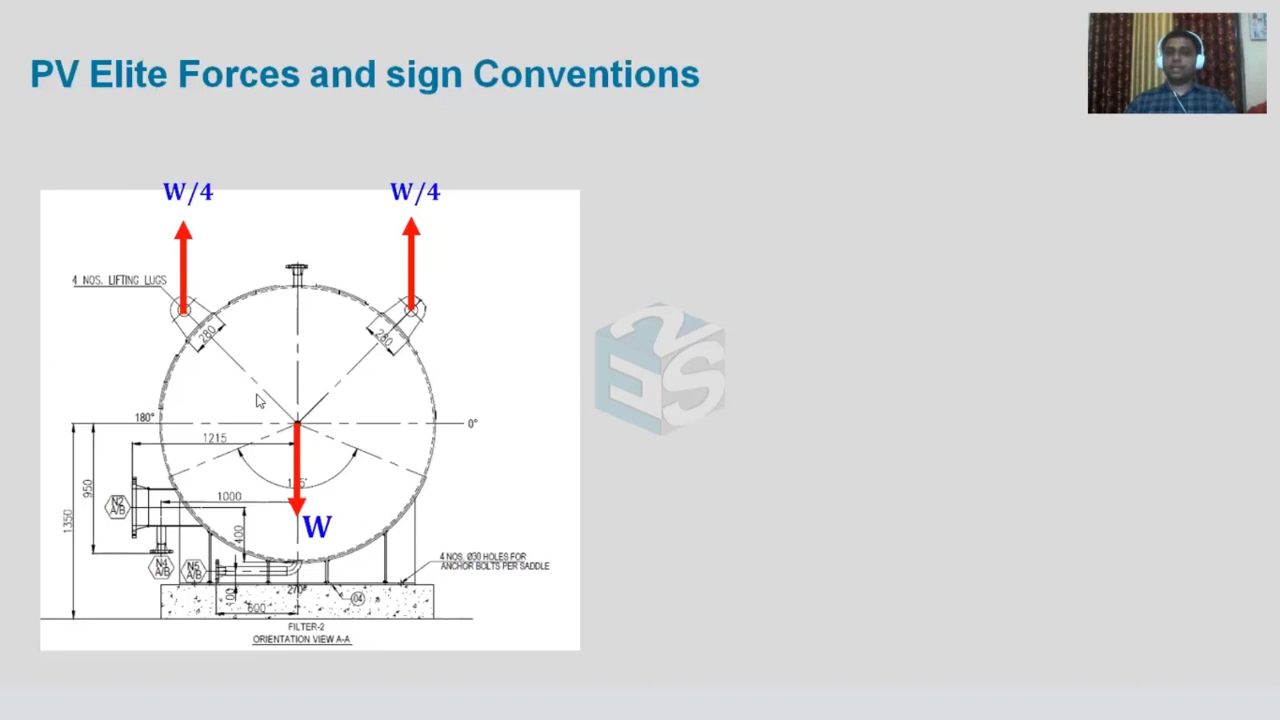 PV Elite Forces and sign Conventions
W/4
W/4
4 NOS. LIFTING LUGS
280
280
180°
0°
1215
950
1350
1000
N2
A/B
400
W
N4
A/B
N5
A/B
100
270°
04
600
4 NOS. Ø30 HOLES FOR
ANCHOR BOLTS PER SADDLE
FILTER-2
ORIENTATION VIEW A-A
E2S